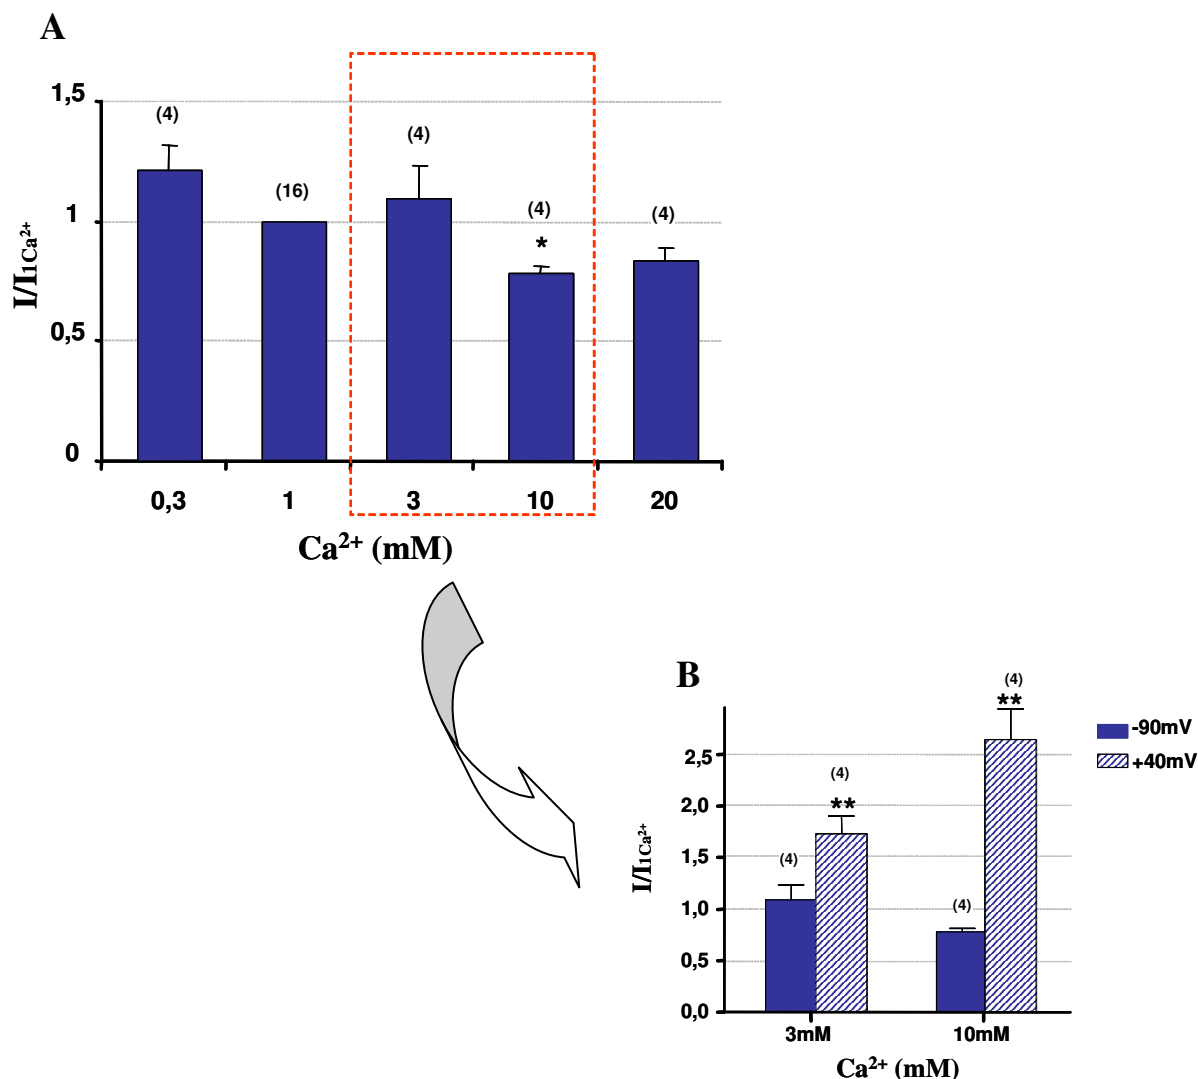 A
1,5
(4)
(4)
(16)
1
(4)
*
(4)
I/I1Ca²⁺
0,5
0
0,3 1 3 10 20
Ca²⁺ (mM)
B
(4)
**
-90mV
+40mV
2,5
(4)
**
2,0
I/I1Ca²⁺
1,5
(4)
1,0
(4)
0,5
0,0
3mM 10mM
Ca²⁺ (mM)